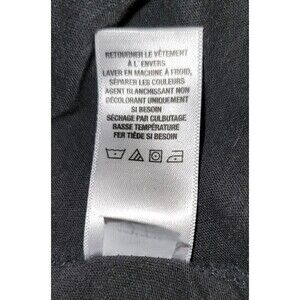 RETOURNER LE VÊTEMENT
À L' ENVERS
LAVER EN MACHINE À FROID,
SÉPARER LES COULEURS
AGENT BLANCHISSANT NON
DÉCOLORANT UNIQUEMENT
SI BESOIN
SÉCHAGE PAR CULBUTAGE
BASSE TEMPÉRATURE
FER TIÈDE SI BESOIN